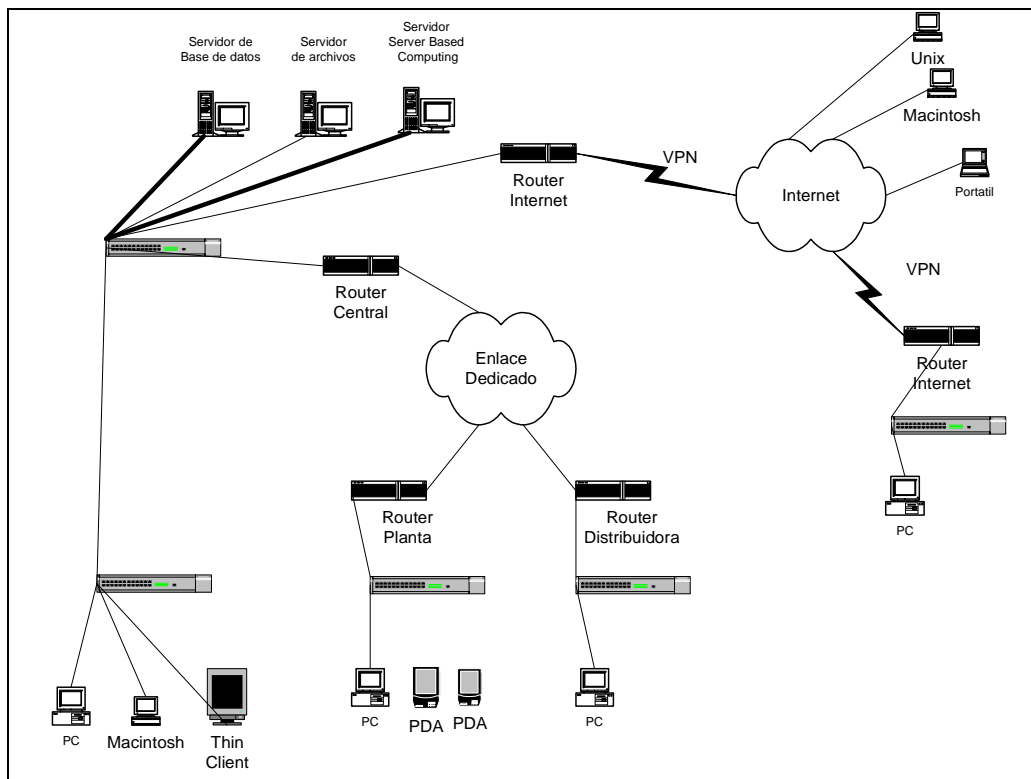 Servidor de
Base de datos
Servidor
de archivos
Servidor
Server Based
Computing
Unix
Macintosh
Portatil
VPN
Router
Internet
Internet
VPN
Router
Central
Enlace
Dedicado
Router
Internet
PC
Router
Planta
Router
Distribuidora
PC
Macintosh
Thin
Client
PC
PDA
PDA
PC